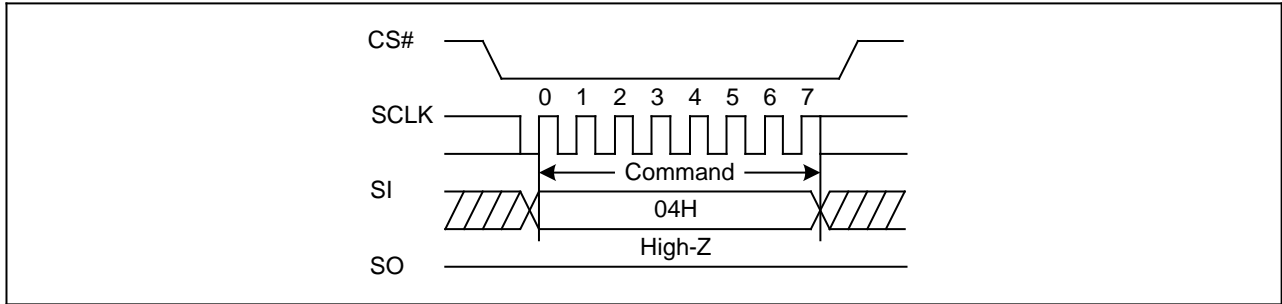 CS#
0 1 2 3 4 5 6 7
SCLK
Command
SI
04H
High-Z
SO